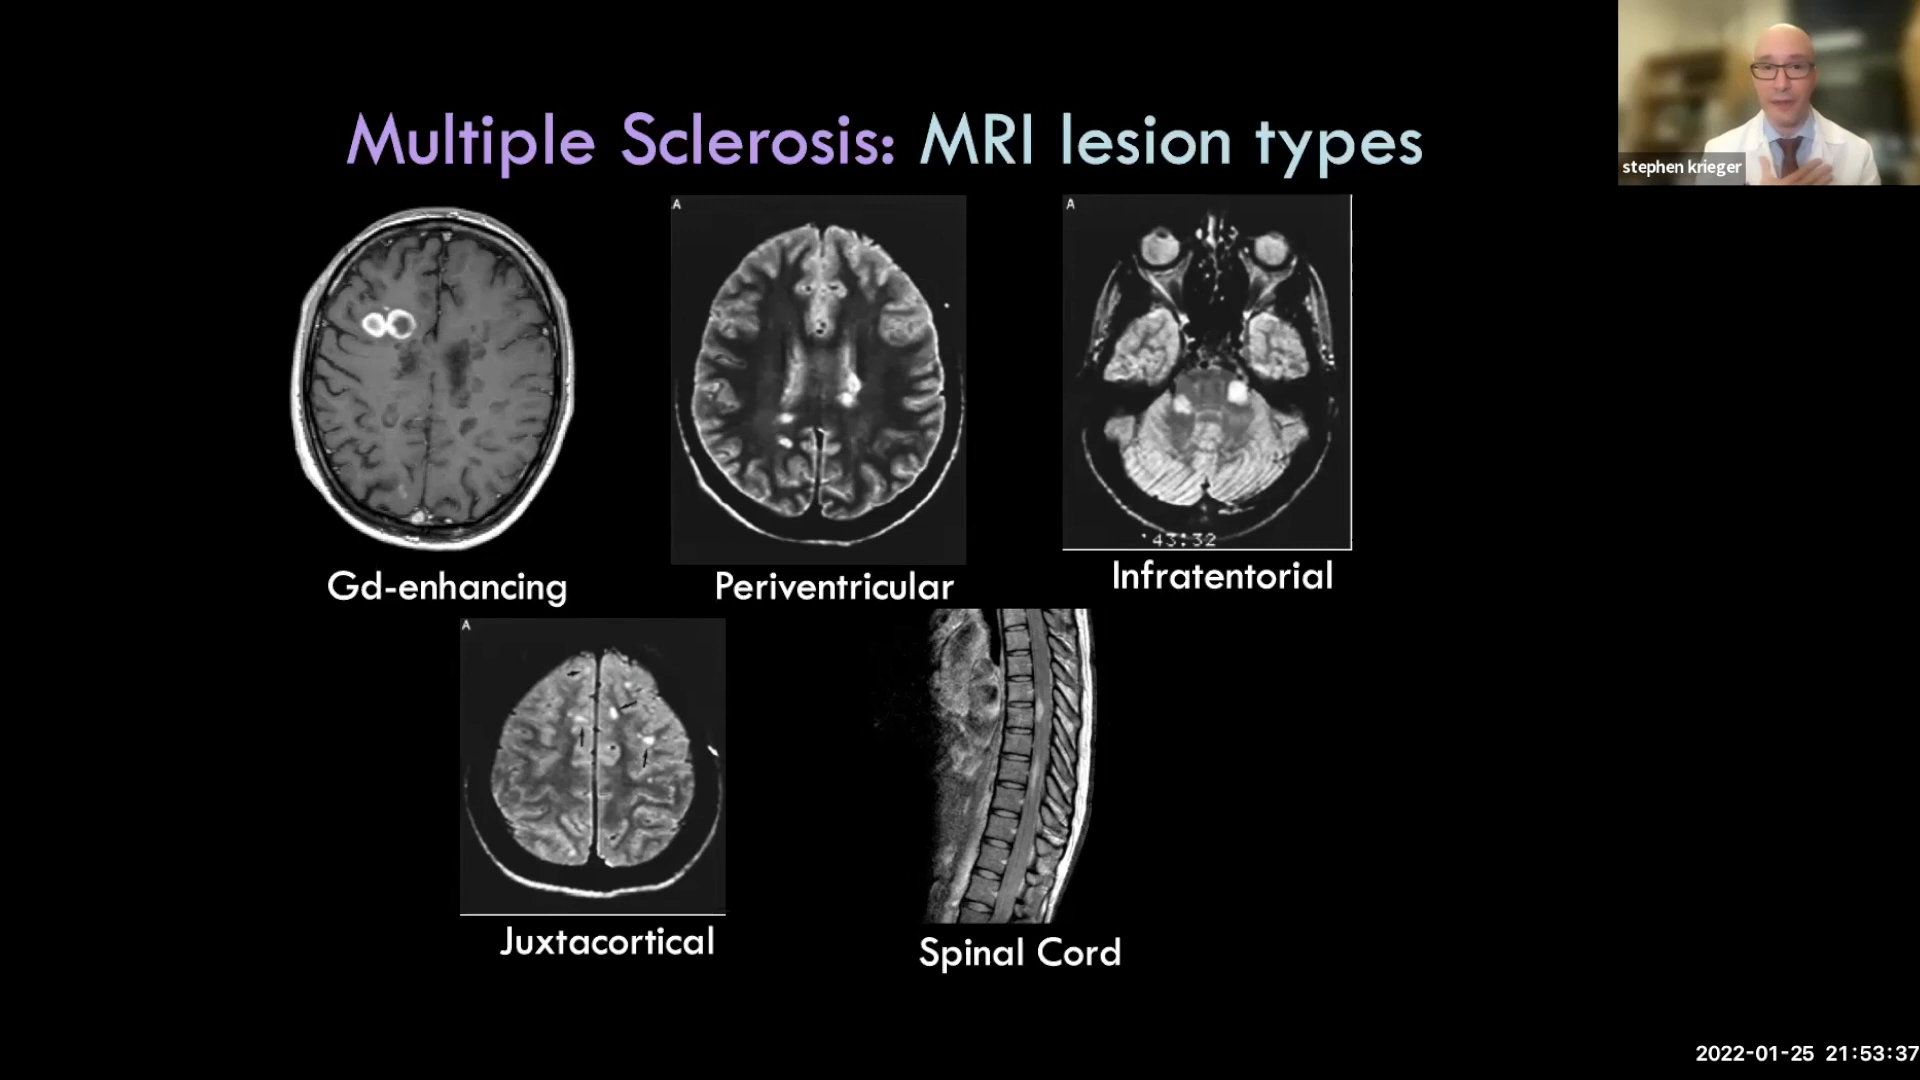 Multiple Sclerosis: MRI lesion types
stephen krieger
A
A
43:32
Gd-enhancing
Periventricular
Infratentorial
A
Juxtacortical
Spinal Cord
2022-01-25 21:53:37